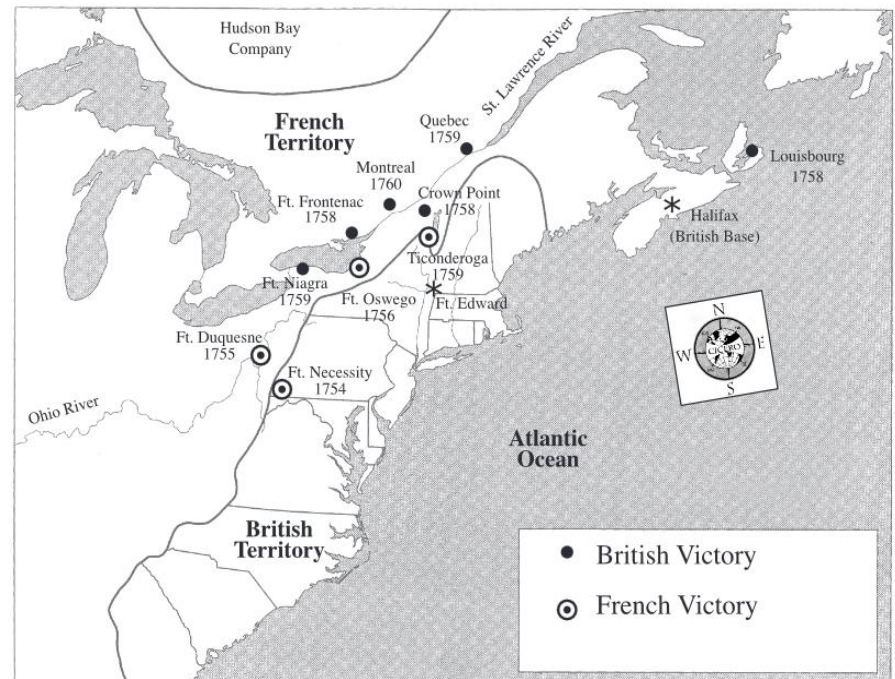 Hudson Bay
Company
St. Lawrence River
French
Territory
Quebec
1759
Montreal
1760
Louisbourg
1758
Crown Point
1758
Ft. Frontenac
1758
Halifax
(British Base)
Ticonderoga
1759
Ft. Niagra
1759
Ft. Oswego
1756
Ft. Edward
Ft. Duquesne
1755
Ft. Necessity
1754
N
W
E
S
CICERO
Ohio River
Atlantic
Ocean
British
Territory
British Victory
French Victory